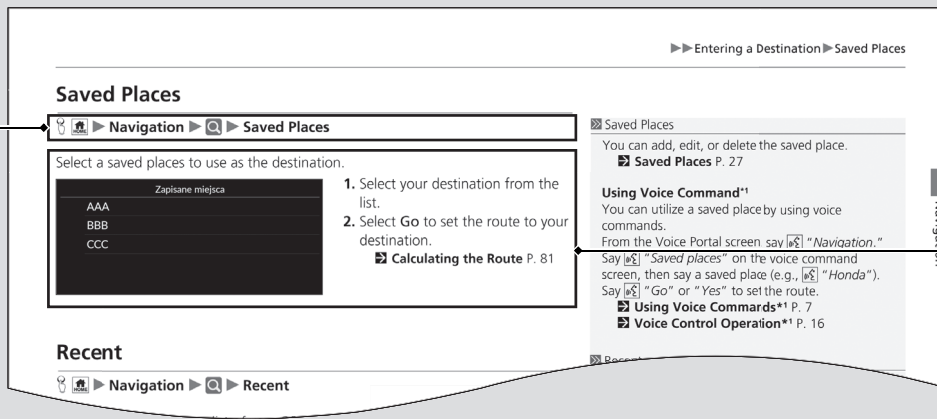 ▶▶Entering a Destination▶Saved Places
Saved Places
HOME ▶ Navigation ▶ ▶ Saved Places
Select a saved places to use as the destination.
Zapisane miejsca
AAA
BBB
CCC
1. Select your destination from the
list.
2. Select Go to set the route to your
destination.
Calculating the Route P. 81
Recent
HOME ▶ Navigation ▶ ▶ Recent
Saved Places
You can add, edit, or delete the saved place.
Saved Places P. 27
Using Voice Command*1
You can utilize a saved place by using voice
commands.
From the Voice Portal screen say "Navigation."
Say "Saved places" on the voice command
screen, then say a saved place (e.g., "Honda").
Say "Go" or "Yes" to set the route.
Using Voice Commards*1 P. 7
Voice Control Operation*1 P. 16
Recent
Navigation